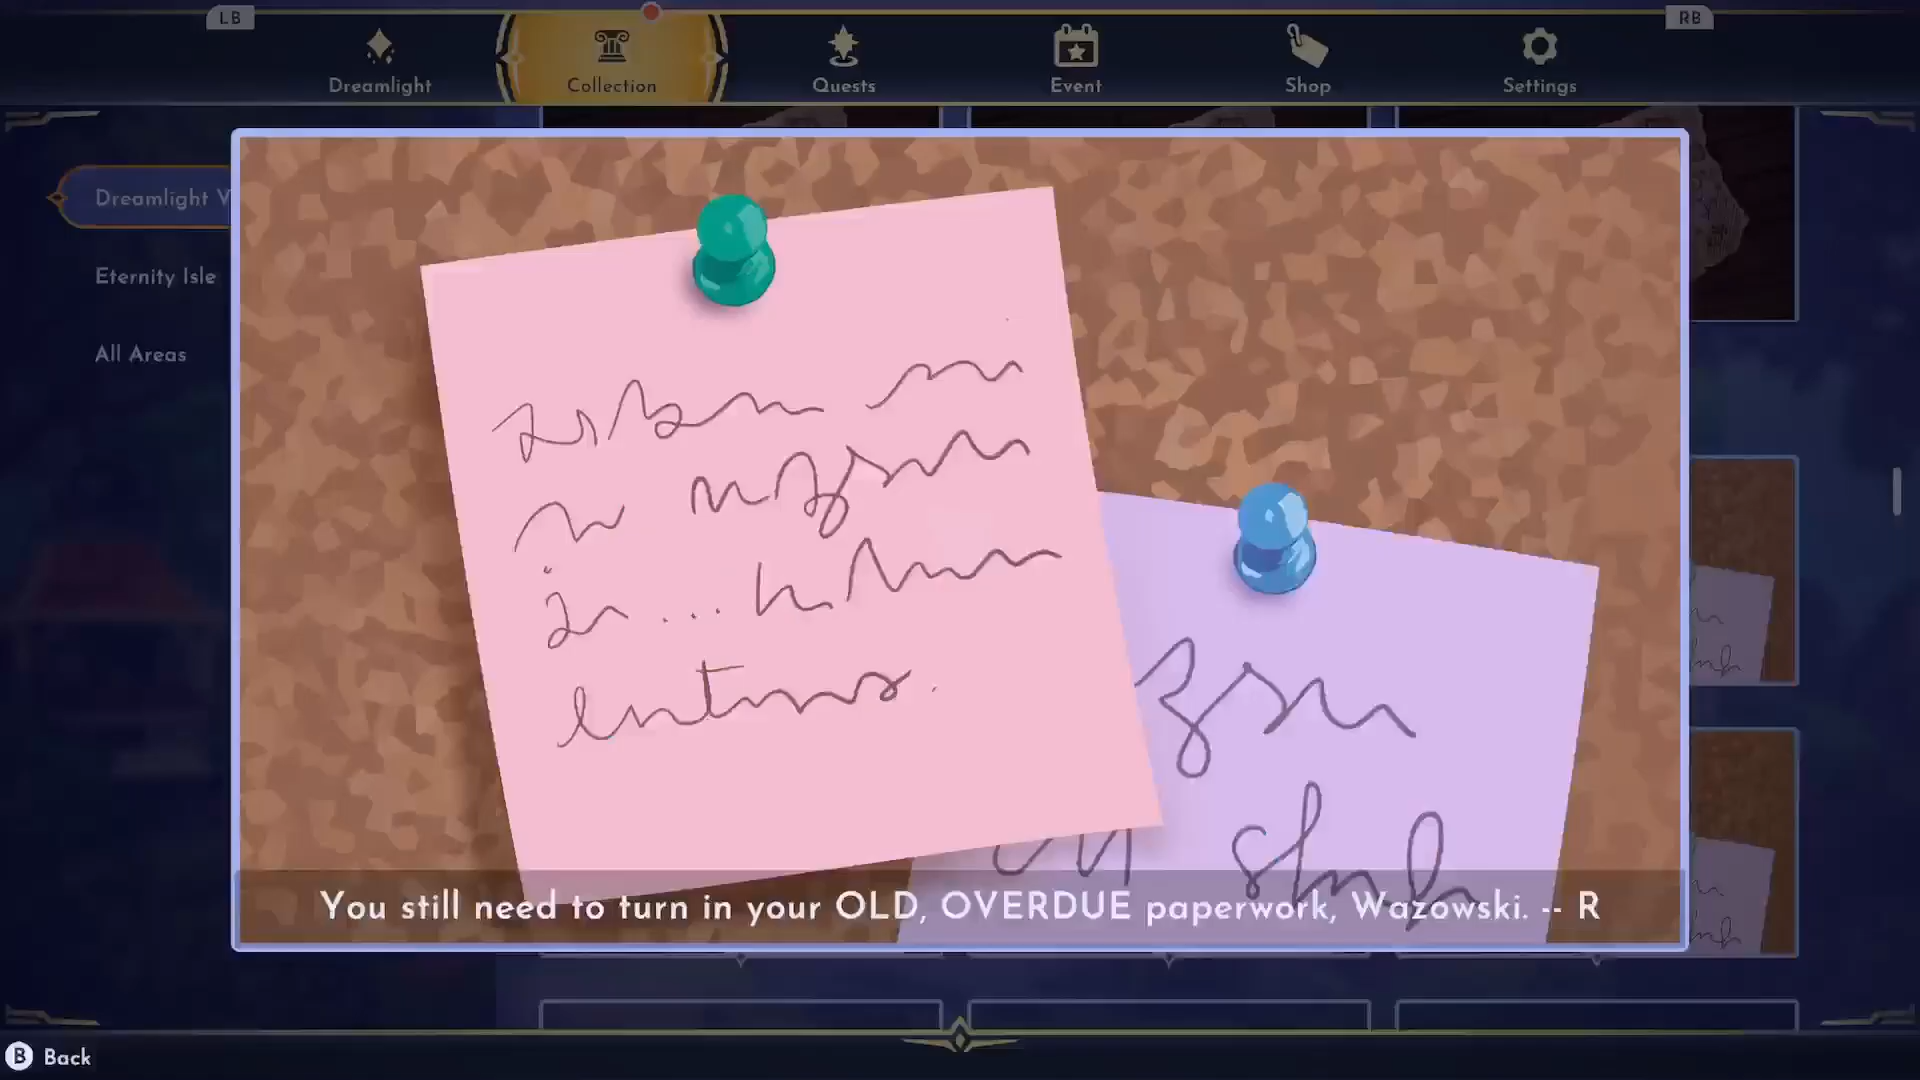 LB
RB
Dreamlight
Collection
Quests
Event
Shop
Settings
Dreamlight V
Eternity Isle
All Areas
You still need to turn in your OLD, OVERDUE paperwork, Wazowski. -- R
B Back